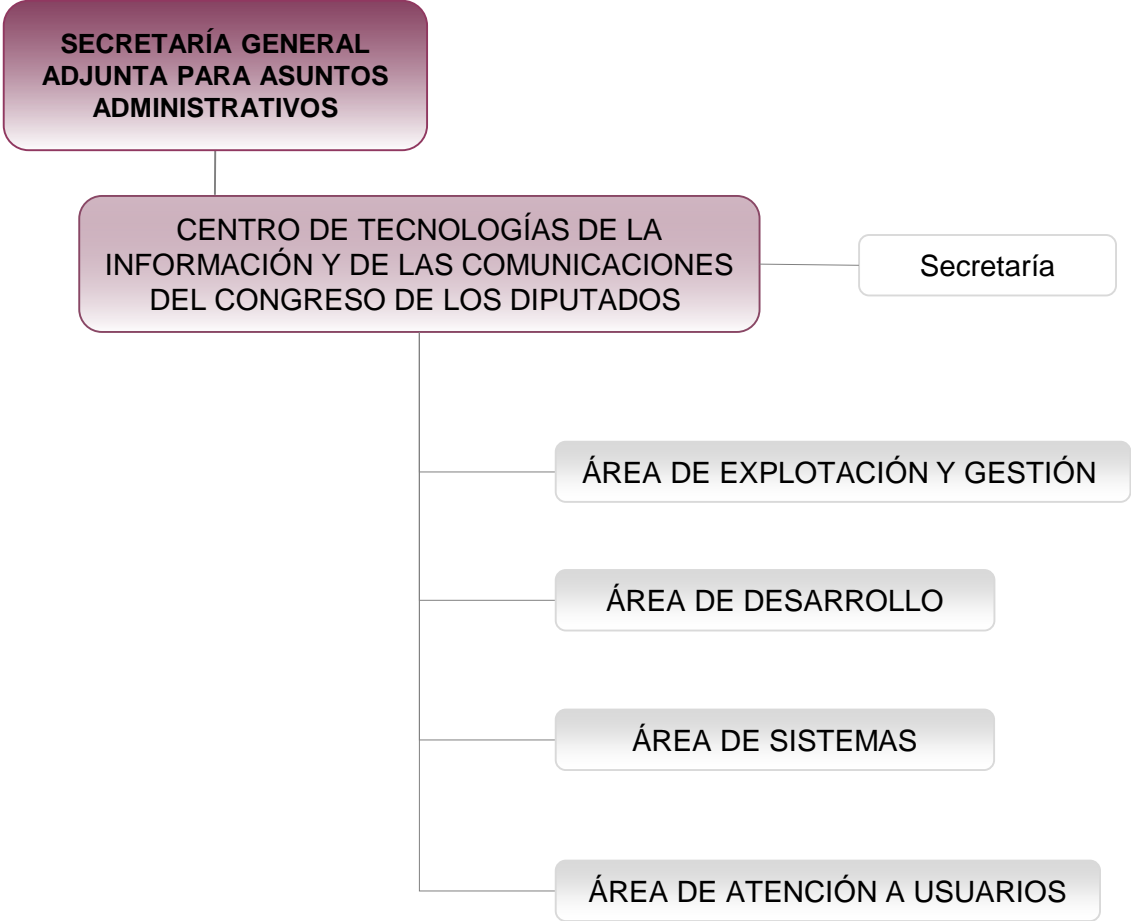 SECRETARÍA GENERAL
ADJUNTA PARA ASUNTOS
ADMINISTRATIVOS
CENTRO DE TECNOLOGÍAS DE LA
INFORMACIÓN Y DE LAS COMUNICACIONES
DEL CONGRESO DE LOS DIPUTADOS
Secretaría
ÁREA DE EXPLOTACIÓN Y GESTIÓN
ÁREA DE DESARROLLO
ÁREA DE SISTEMAS
ÁREA DE ATENCIÓN A USUARIOS